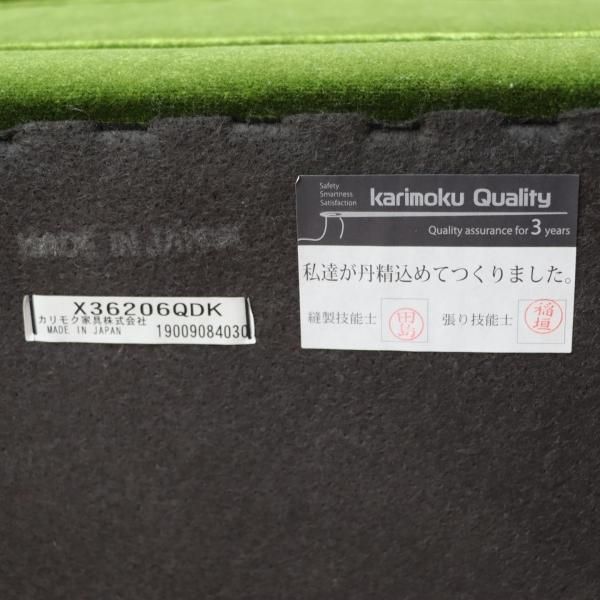 MADE IN JAPAN
X36206QDK
カリモク家具株式会社
MADE IN JAPAN 19009084030
Safety
Smartness
Satisfaction
karimoku Quality
Quality assurance for 3 years
私達が丹精込めてつくりました。
縫製技能士 田島 張り技能士 稲垣